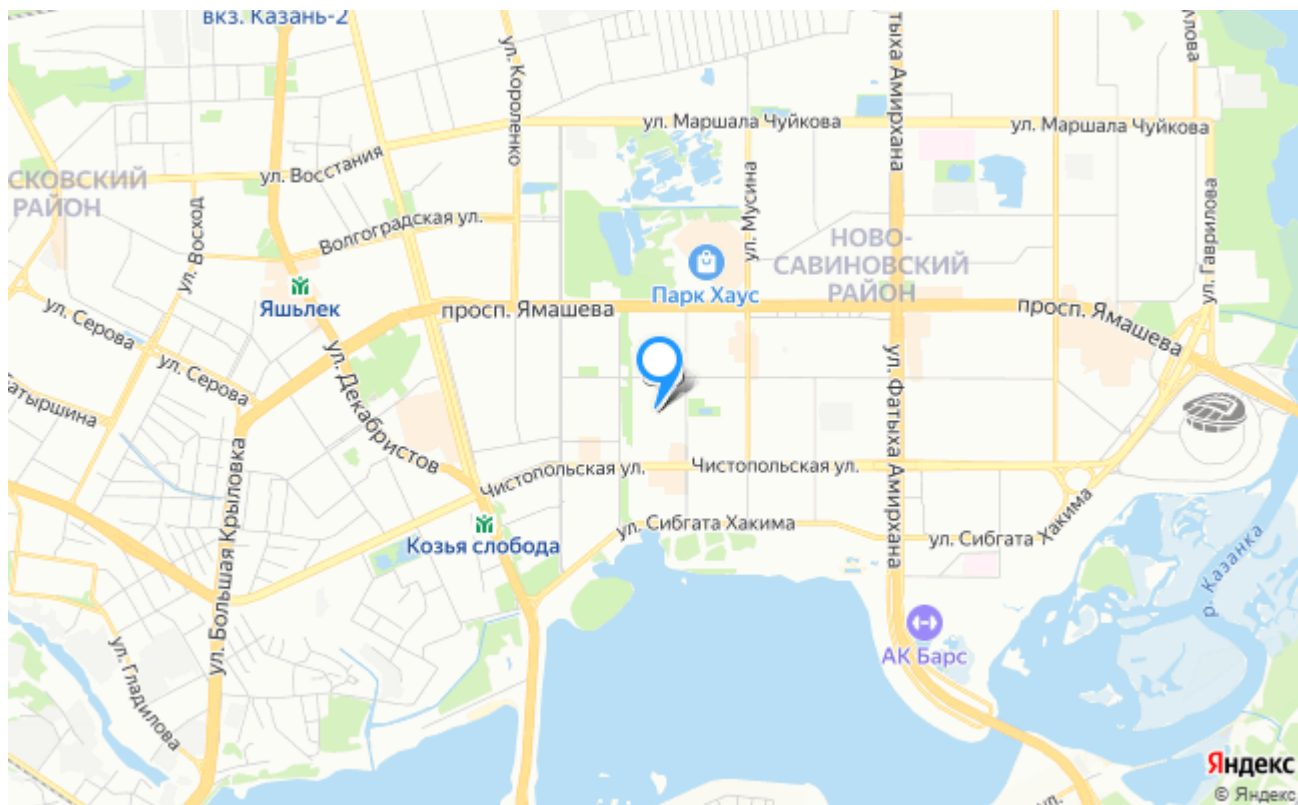 вкз. Казань-2
ул. Короленко
тыха Амирхана
ллова
ул. Маршала Чуйкова
ул. Маршала Чуйкова
ул. Восстания
СКОВСКИЙ
РАЙОН
ул. Восход
Волгоградская ул.
ул. Мусина
ул. Гаврилова
НОВО-
САВИНОВСКИЙ
РАЙОН
Парк Хаус
Яшьлек
просп. Ямашева
просп. Ямашева
ул. Серова
ул. Серова
ул. Декабристов
ул. Фатыха Амирхана
атыршина
ул. Большая Крыловка
Чистопольская ул.
Чистопольская ул.
Козья слобода
ул. Сибгата Хакима
ул. Сибгата Хакима
р. Казанка
ул. Гладилова
АК Барс
Яндекс
© Яндекс
ул.